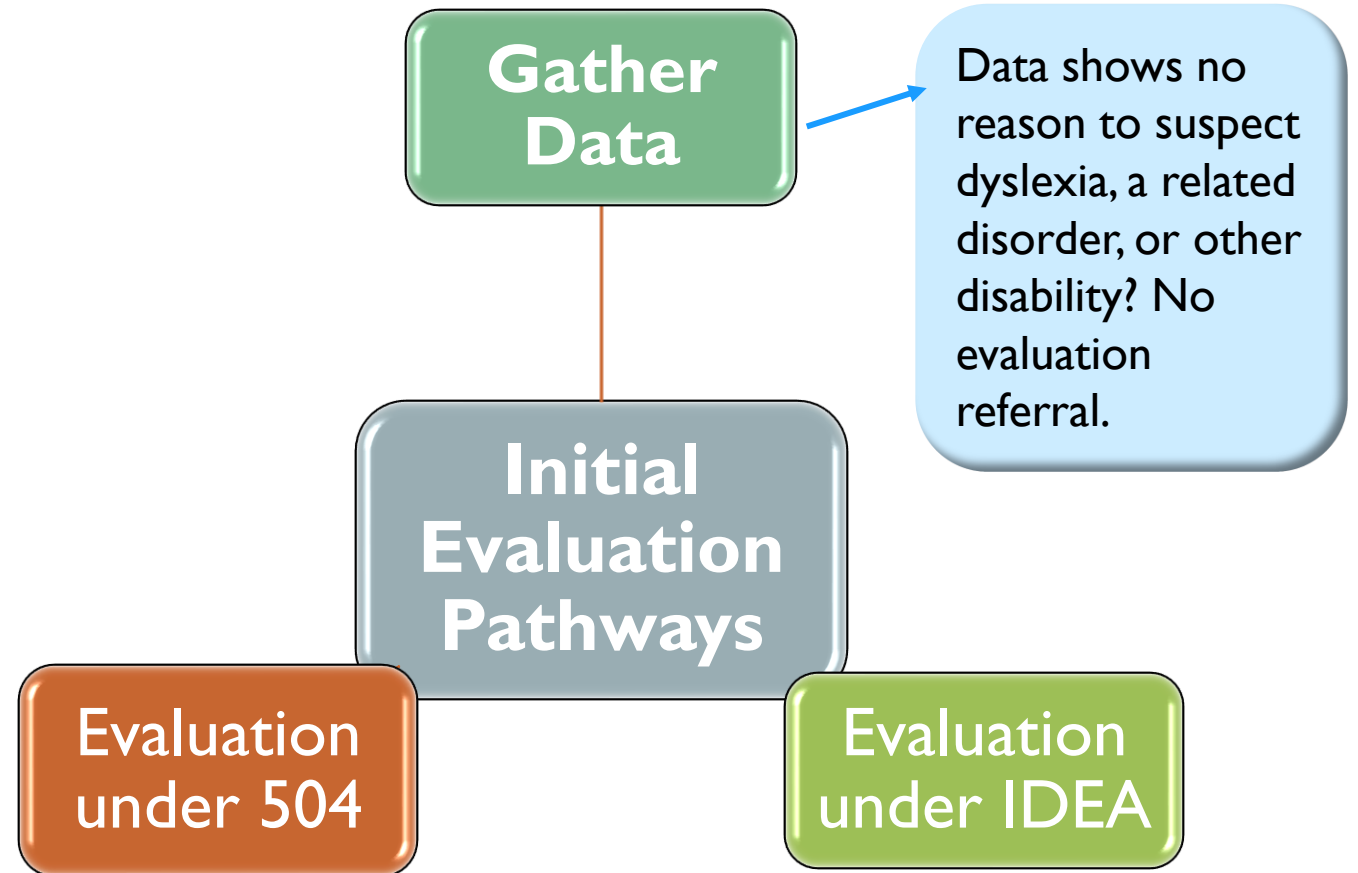 Gather
Data
Data shows no
reason to suspect
dyslexia, a related
disorder, or other
disability? No
evaluation
referral.
Initial
Evaluation
Pathways
Evaluation
under 504
Evaluation
under IDEA